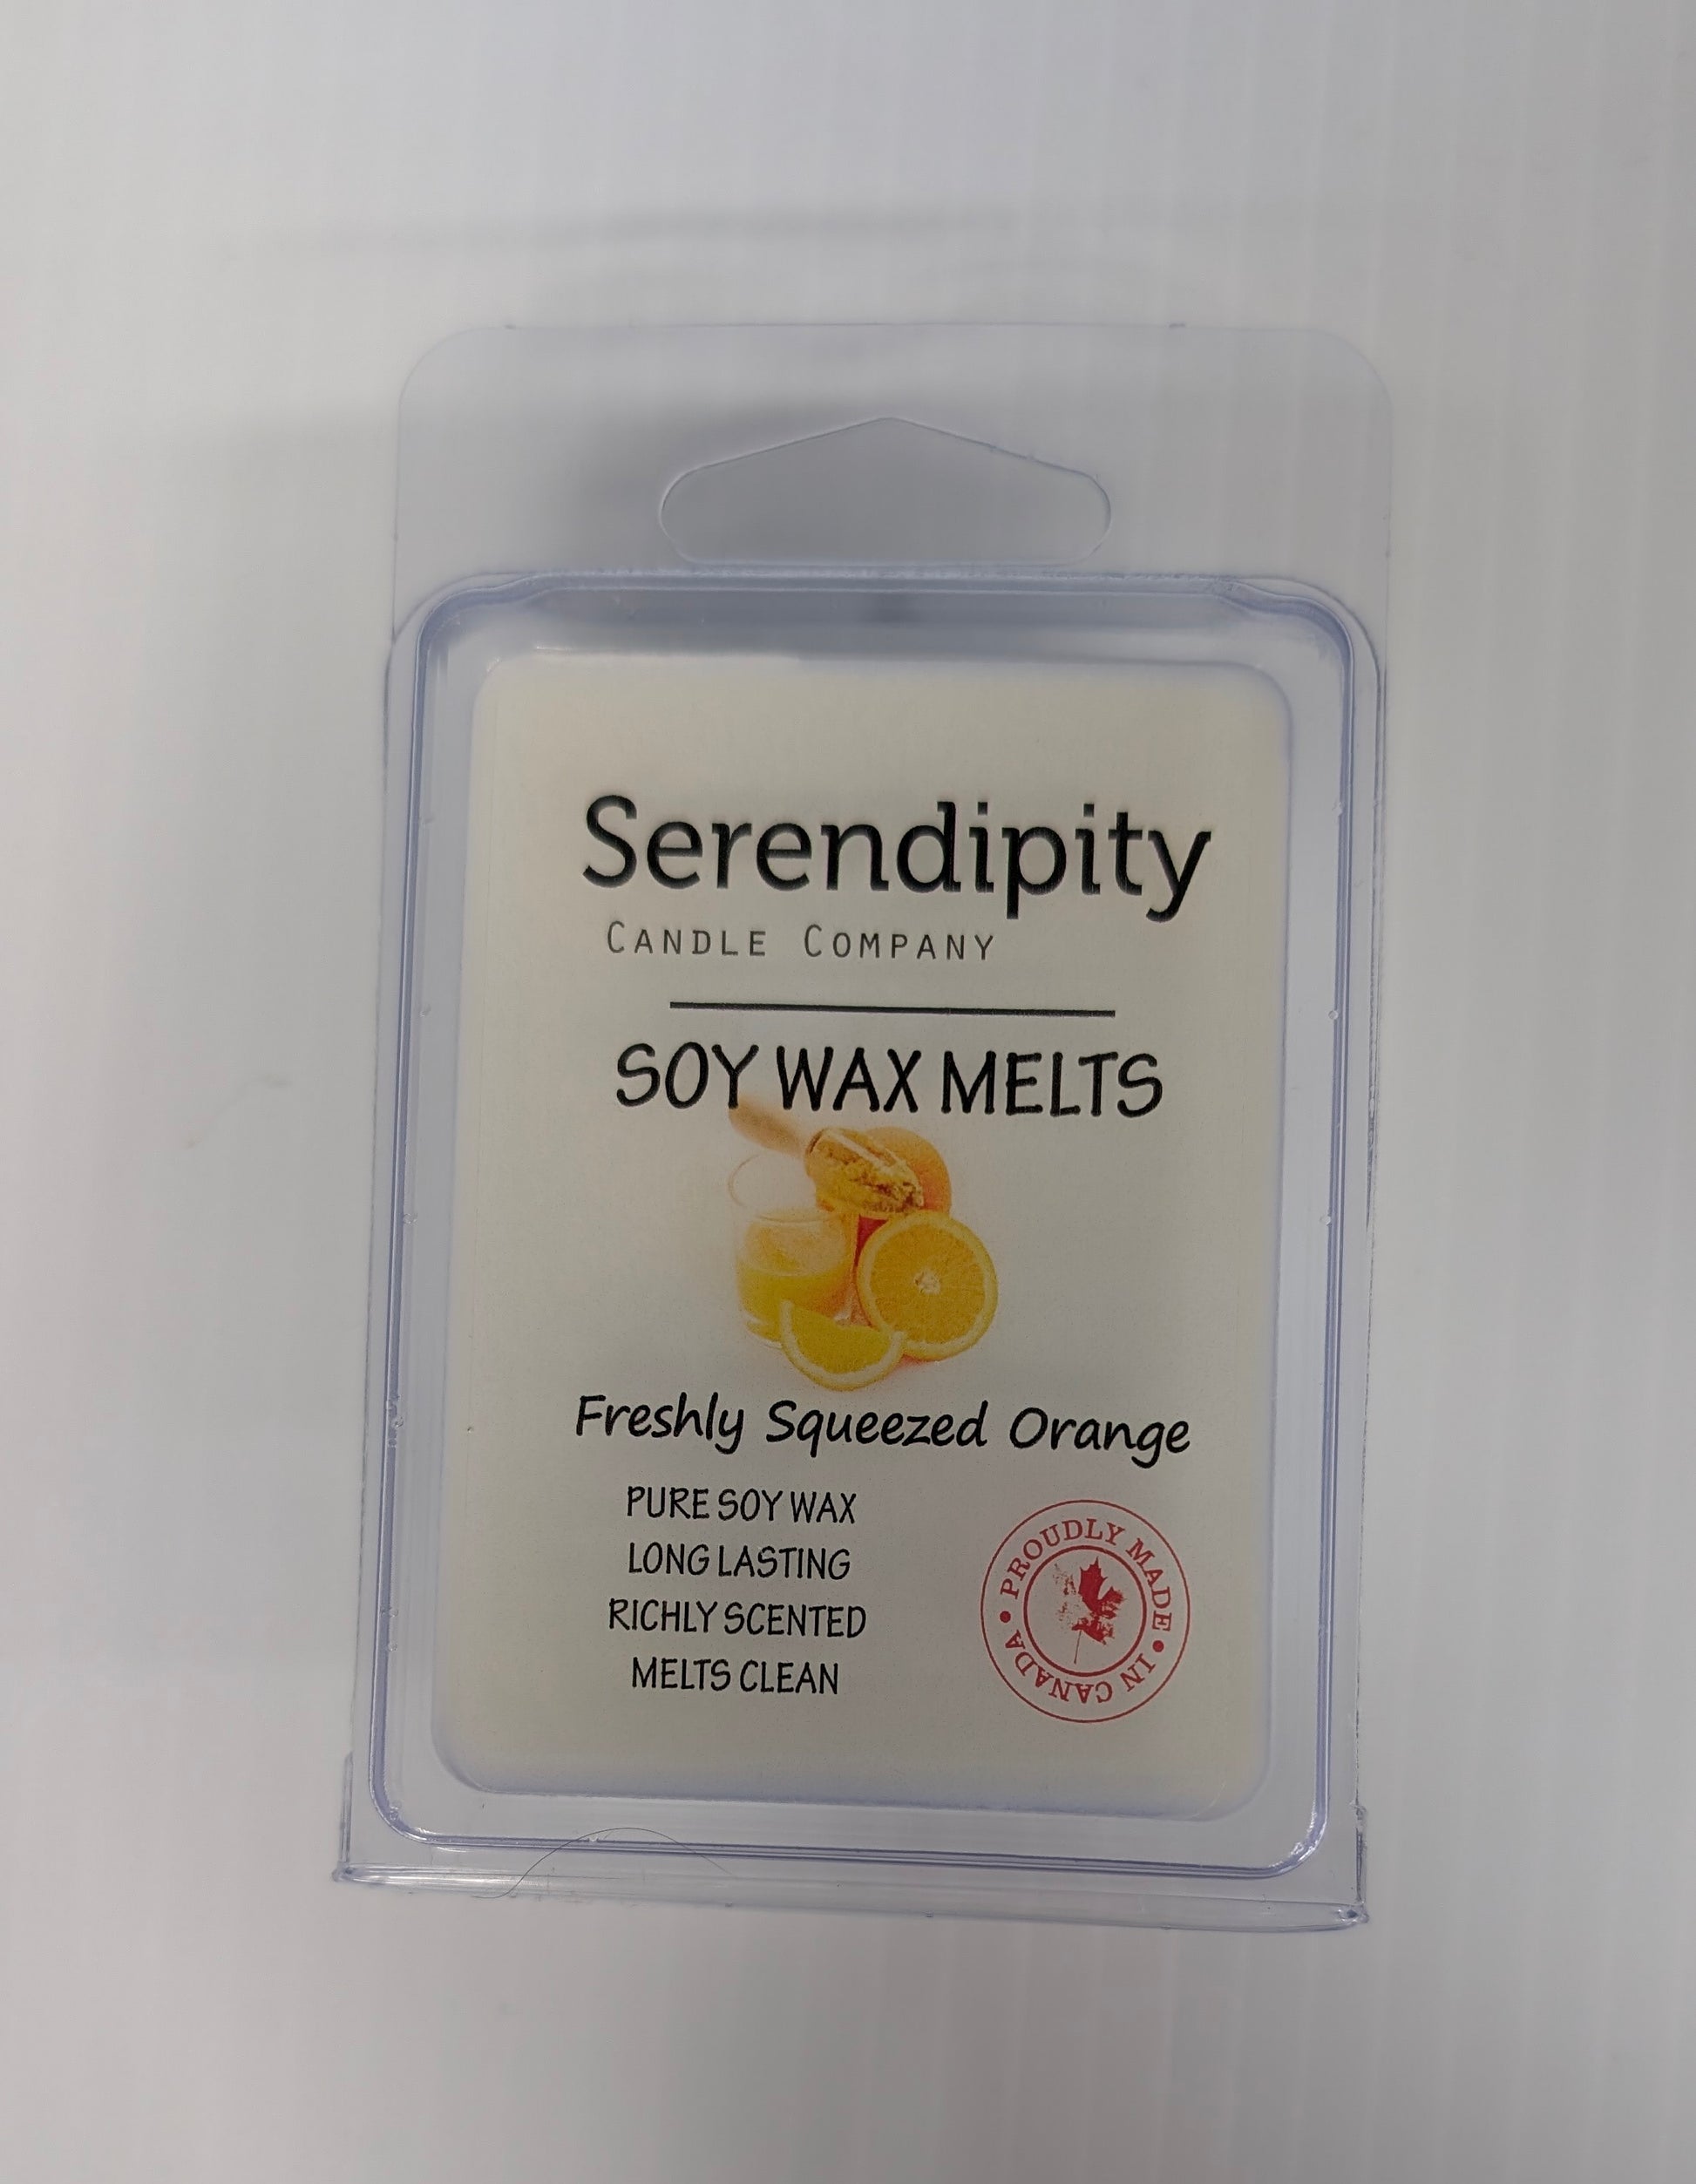 Serendipity
CANDLE COMPANY
SOY WAX MELTS
Freshly Squeezed Orange
PURE SOY WAX
LONG LASTING
RICHLY SCENTED
MELTS CLEAN
• PROUDLY MADE • IN CANADA